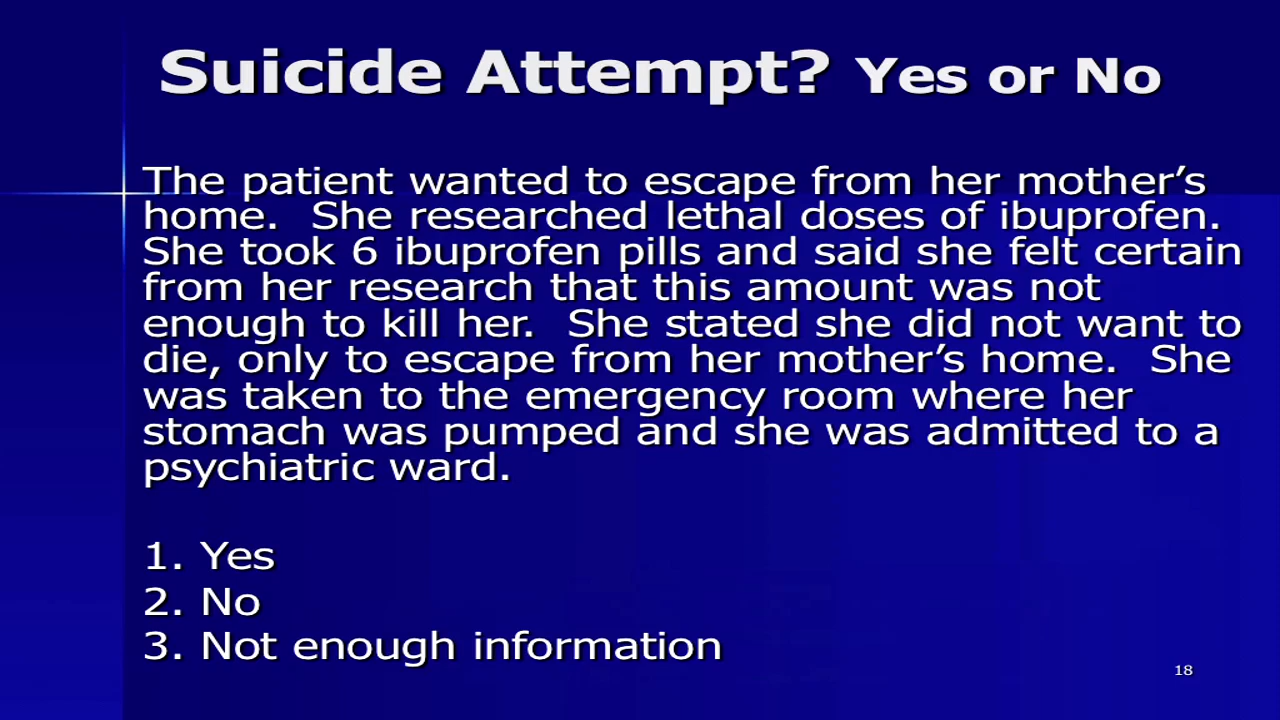 Suicide Attempt? Yes or No
The patient wanted to escape from her mother’s
home.  She researched lethal doses of ibuprofen.
She took 6 ibuprofen pills and said she felt certain
from her research that this amount was not
enough to kill her.  She stated she did not want to
die, only to escape from her mother’s home.  She
was taken to the emergency room where her
stomach was pumped and she was admitted to a
psychiatric ward.
1. Yes
2. No
3. Not enough information
18